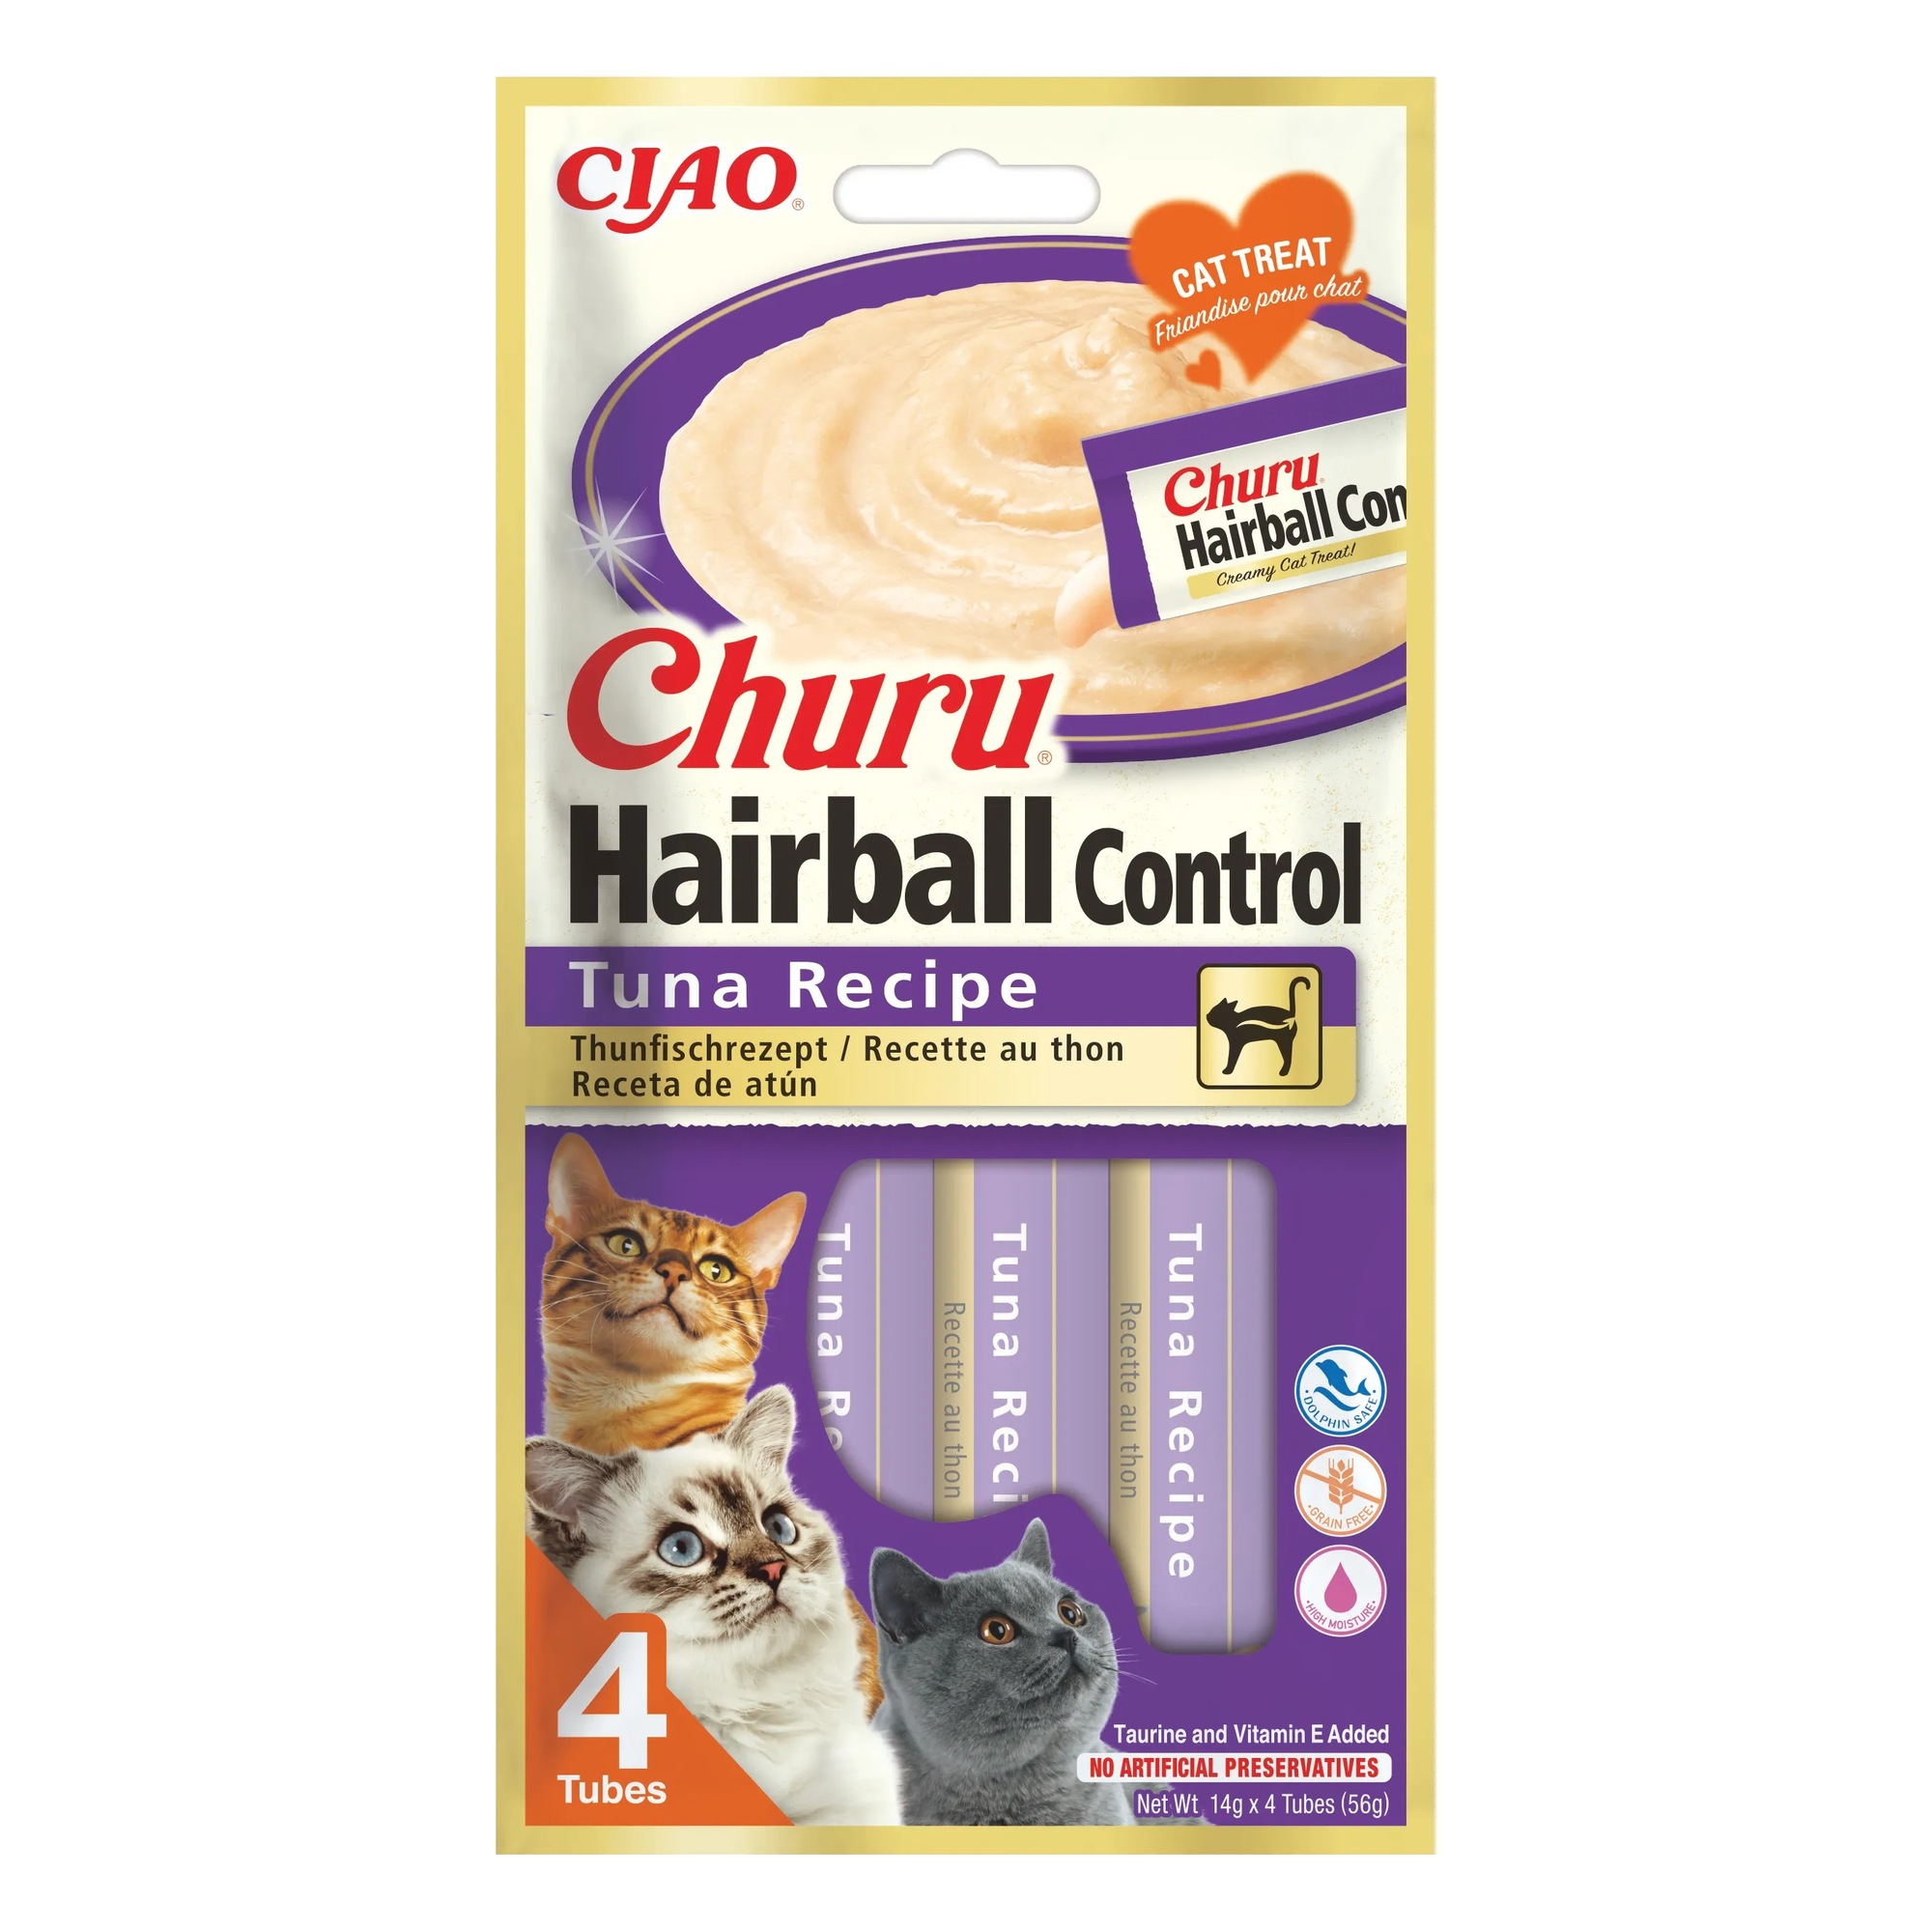 CIAO®
CAT TREAT
Friandise pour chat
Churu
Hairball Con
Creamy Cat Treat!
Churu®
Hairball Control
Tuna Recipe
Thunfischrezept / Recette au thon
Receta de atún
Tuna Re
Recette au thon
Tuna Reci
Recette au thon
Tuna Recipe
DOLPHIN SAFE
GRAIN FREE
HIGH MOISTURE
4
Tubes
Taurine and Vitamin E Added
NO ARTIFICIAL PRESERVATIVES
Net Wt 14g x 4 Tubes (56g)